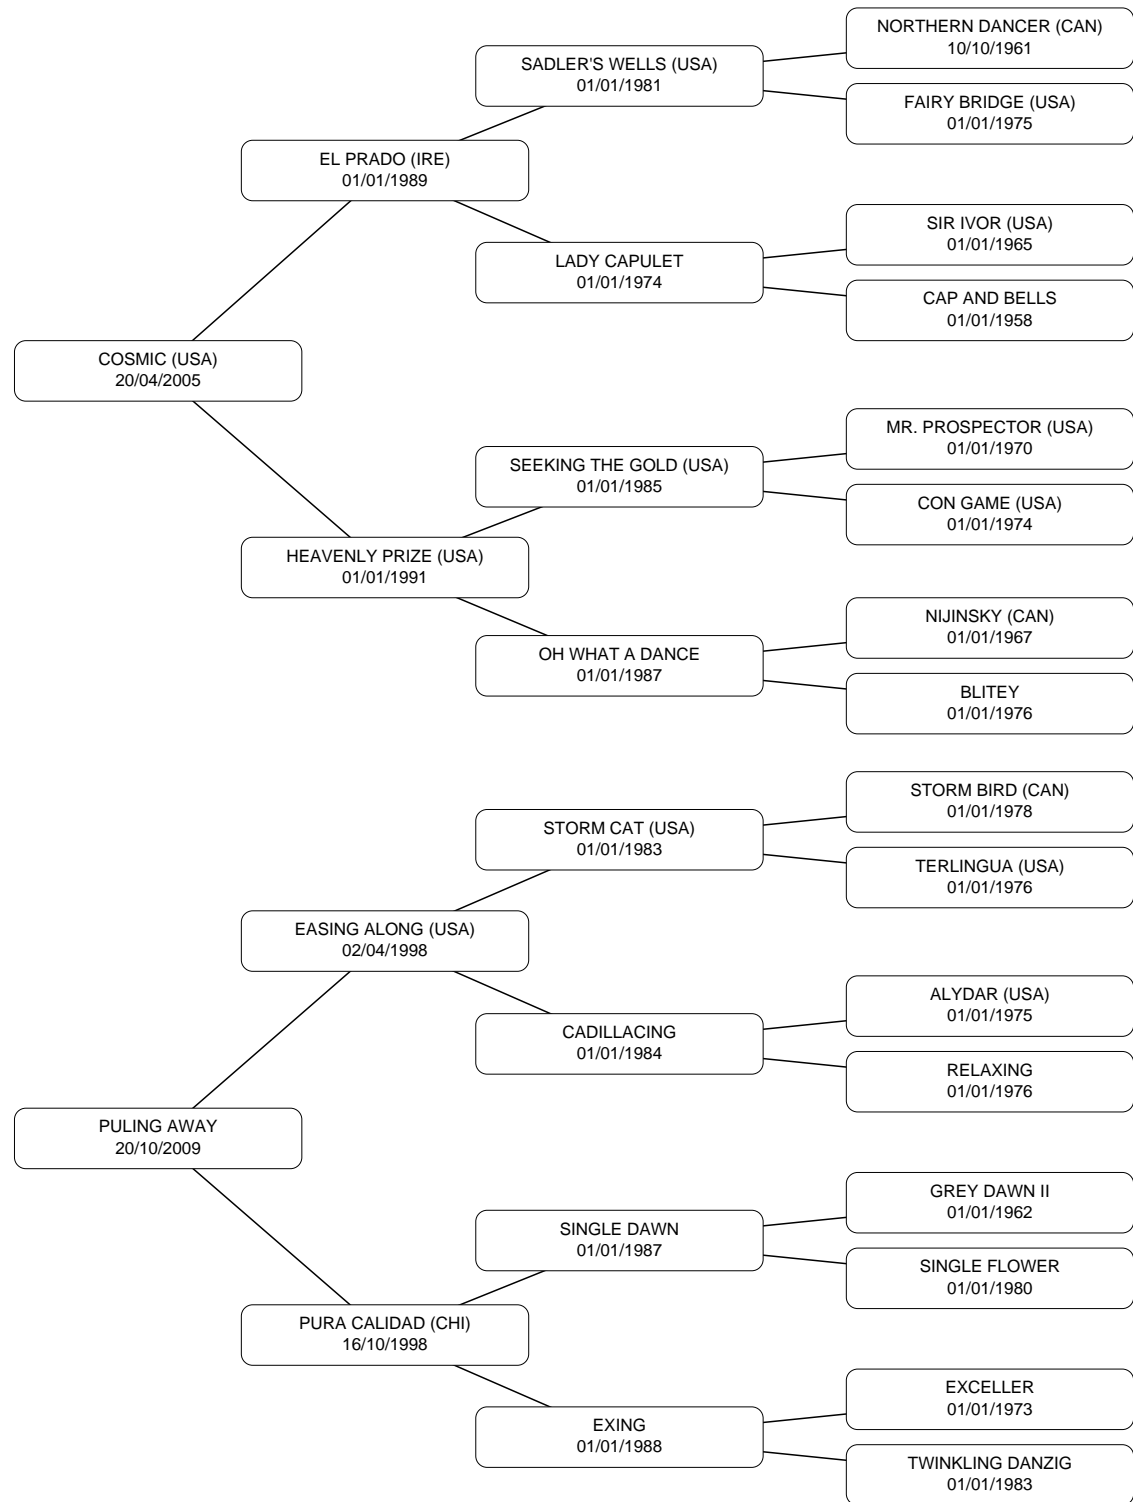 NORTHERN DANCER (CAN)
10/10/1961
SADLER'S WELLS (USA)
01/01/1981
FAIRY BRIDGE (USA)
01/01/1975
EL PRADO (IRE)
01/01/1989
SIR IVOR (USA)
01/01/1965
LADY CAPULET
01/01/1974
CAP AND BELLS
01/01/1958
COSMIC (USA)
20/04/2005
MR. PROSPECTOR (USA)
01/01/1970
SEEKING THE GOLD (USA)
01/01/1985
CON GAME (USA)
01/01/1974
HEAVENLY PRIZE (USA)
01/01/1991
NIJINSKY (CAN)
01/01/1967
OH WHAT A DANCE
01/01/1987
BLITEY
01/01/1976
STORM BIRD (CAN)
01/01/1978
STORM CAT (USA)
01/01/1983
TERLINGUA (USA)
01/01/1976
EASING ALONG (USA)
02/04/1998
ALYDAR (USA)
01/01/1975
CADILLACING
01/01/1984
RELAXING
01/01/1976
PULING AWAY
20/10/2009
GREY DAWN II
01/01/1962
SINGLE DAWN
01/01/1987
SINGLE FLOWER
01/01/1980
PURA CALIDAD (CHI)
16/10/1998
EXCELLER
01/01/1973
EXING
01/01/1988
TWINKLING DANZIG
01/01/1983